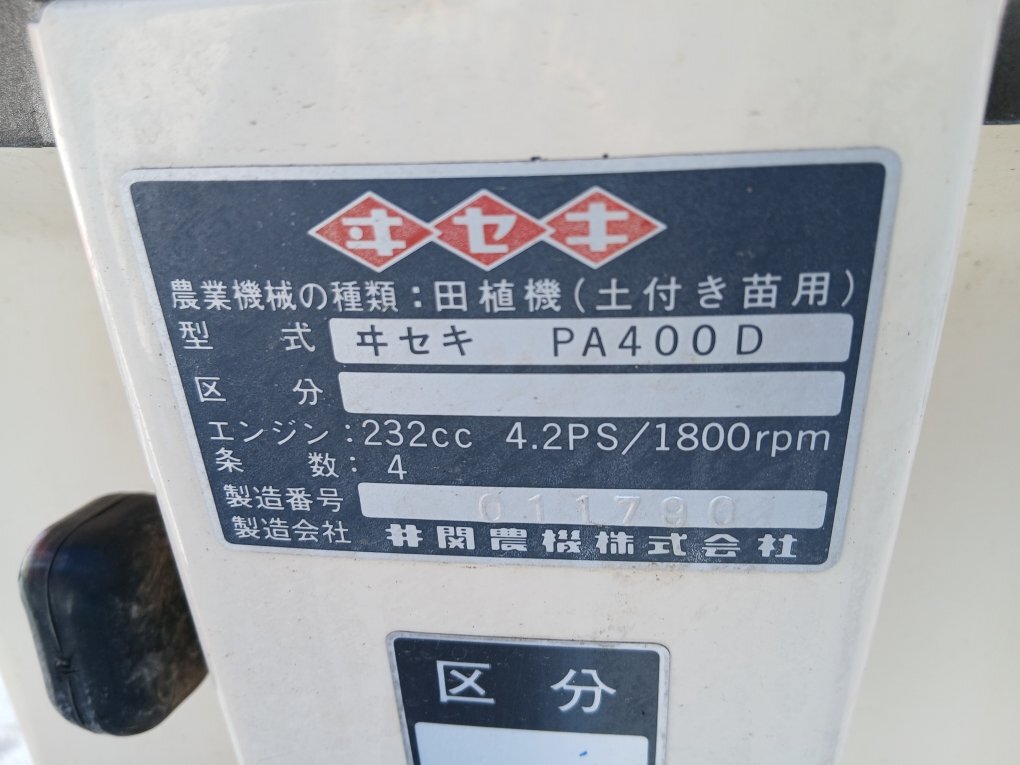 ヰセキ
農業機械の種類:田植機(土付き苗用)
型式 ヰセキ PA400D
区分
エンジン:232cc 4.2PS/1800rpm
条数:4
製造番号 011790
製造会社 井関農機株式会社
区分